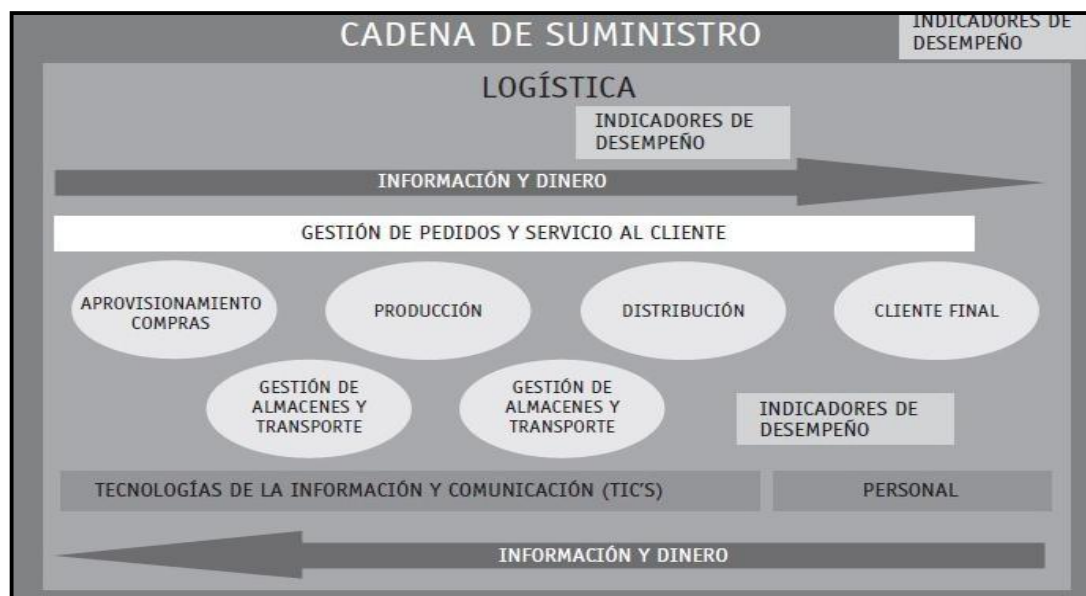 CADENA DE SUMINISTRO
INDICADORES DE
DESEMPEÑO
LOGÍSTICA
INDICADORES DE
DESEMPEÑO
INFORMACIÓN Y DINERO
GESTIÓN DE PEDIDOS Y SERVICIO AL CLIENTE
APROVISIONAMIENTO
COMPRAS
PRODUCCIÓN
DISTRIBUCIÓN
CLIENTE FINAL
GESTIÓN DE
ALMACENES Y
TRANSPORTE
GESTIÓN DE
ALMACENES Y
TRANSPORTE
INDICADORES DE
DESEMPEÑO
TECNOLOGÍAS DE LA INFORMACIÓN Y COMUNICACIÓN (TIC'S)
PERSONAL
INFORMACIÓN Y DINERO